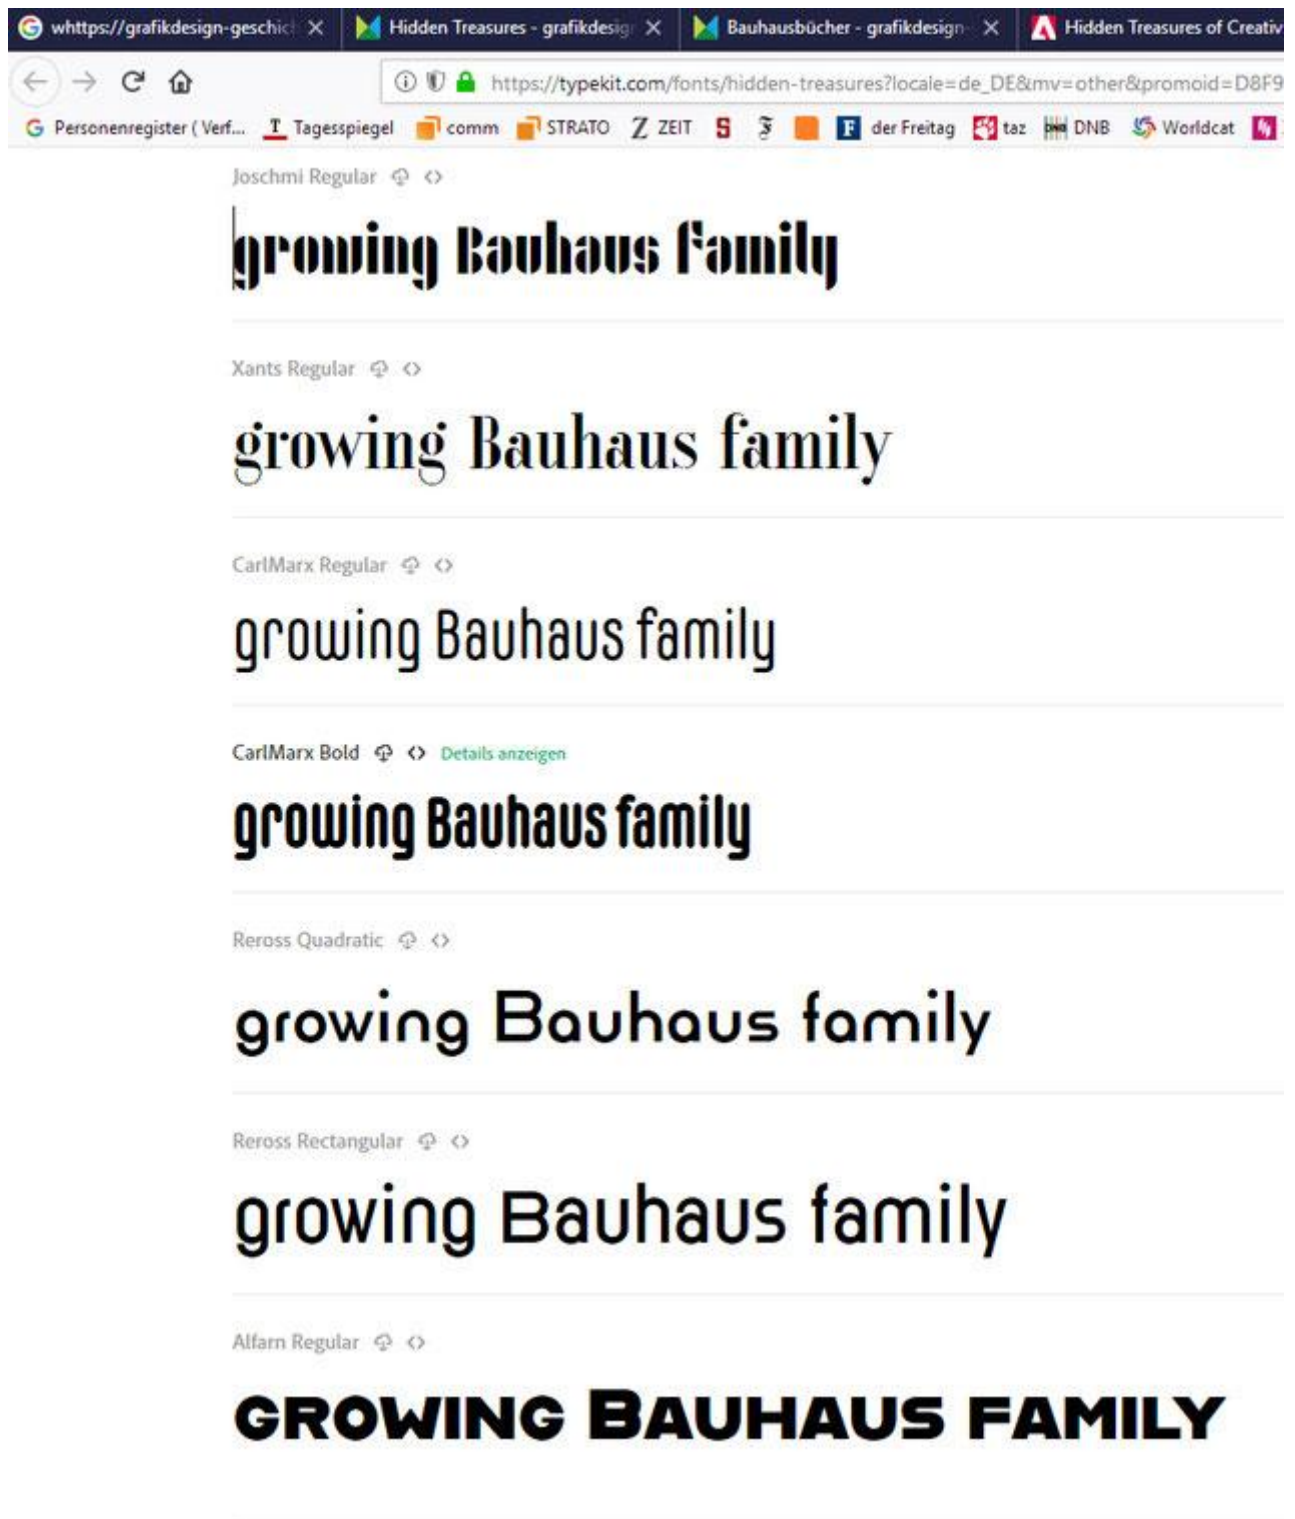 whttps://grafikdesign-geschic
Hidden Treasures - grafikdesig
Bauhausbücher - grafikdesign-
Hidden Treasures of Creativ
https://typekit.com/fonts/hidden-treasures?locale=de_DE&mv=other&promoid=D8F9
Personenregister ( Verf... T Tagesspiegel comm STRATO Z ZEIT S F der Freitag taz DNB Worldcat
Joschmi Regular <>
growing Bauhaus family
Xants Regular <>
growing Bauhaus family
CarlMarx Regular <>
growing Bauhaus family
CarlMarx Bold <> Details anzeigen
growing Bauhaus family
Reross Quadratic <>
growing Bauhaus family
Reross Rectangular <>
growing Bauhaus family
Alfarn Regular <>
GROWING BAUHAUS FAMILY